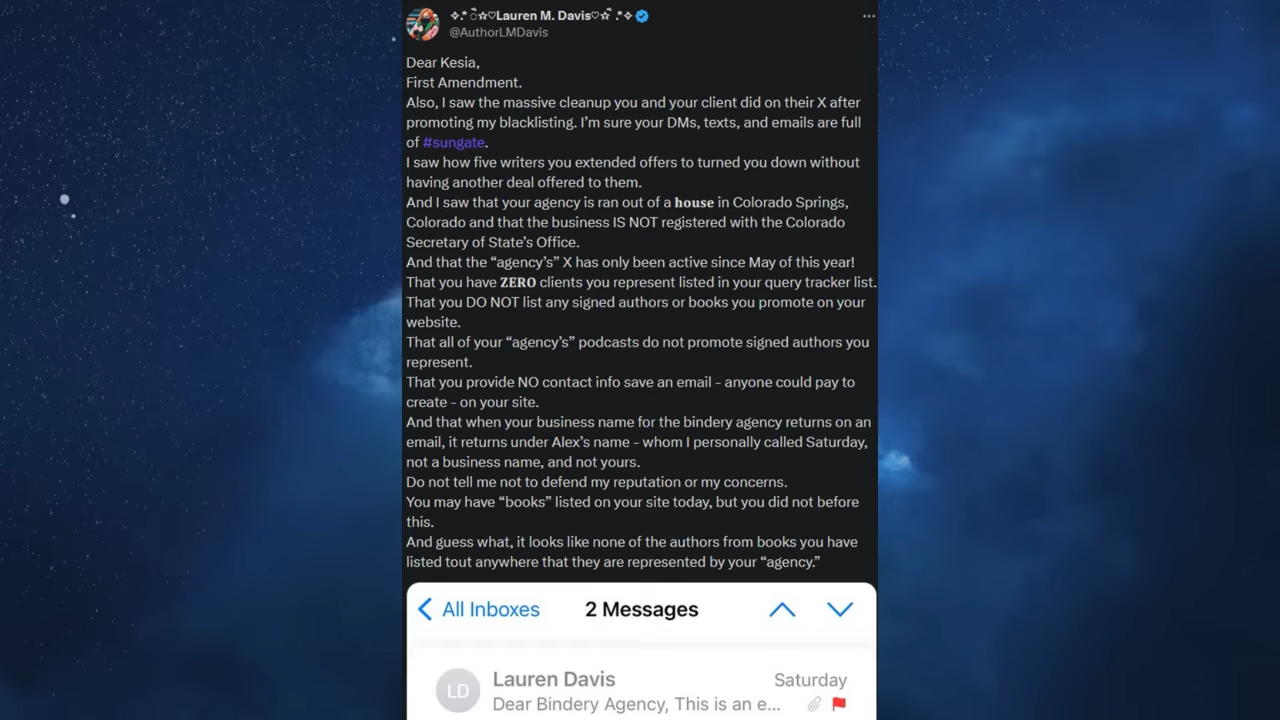 ✧.* ☆♡Lauren M. Davis♡☆ .*✧
@AuthorLMDavis
Dear Kesia,
First Amendment.
Also, I saw the massive cleanup you and your client did on their X after
promoting my blacklisting. I'm sure your DMs, texts, and emails are full
of #sungate.
I saw how five writers you extended offers to turned you down without
having another deal offered to them.
And I saw that your agency is ran out of a house in Colorado Springs,
Colorado and that the business IS NOT registered with the Colorado
Secretary of State's Office.
And that the “agency's” X has only been active since May of this year!
That you have ZERO clients you represent listed in your query tracker list.
That you DO NOT list any signed authors or books you promote on your
website.
That all of your “agency's” podcasts do not promote signed authors you
represent.
That you provide NO contact info save an email - anyone could pay to
create - on your site.
And that when your business name for the bindery agency returns on an
email, it returns under Alex's name - whom I personally called Saturday,
not a business name, and not yours.
Do not tell me not to defend my reputation or my concerns.
You may have “books” listed on your site today, but you did not before
this.
And guess what, it looks like none of the authors from books you have
listed tout anywhere that they are represented by your “agency.”
All Inboxes 2 Messages
LD Lauren Davis Saturday
Dear Bindery Agency, This is an e...